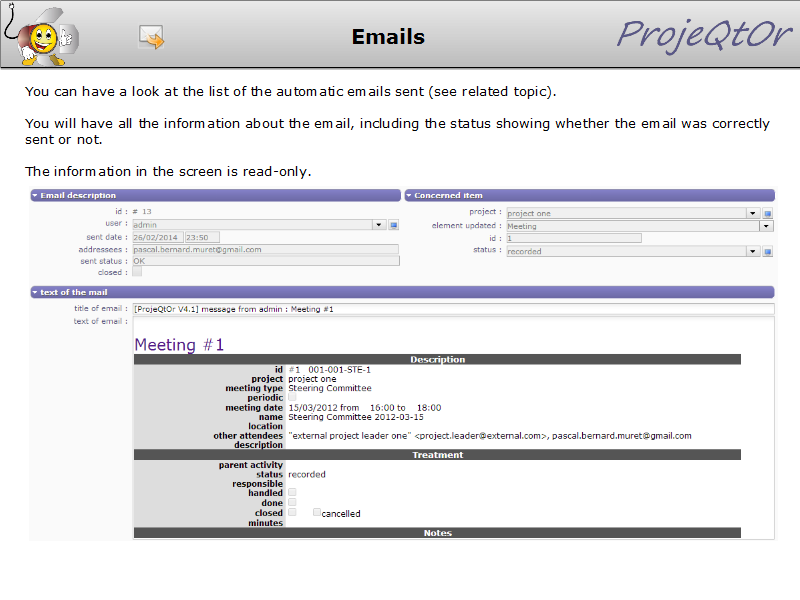 Emails
ProjeQtOr
You can have a look at the list of the automatic emails sent (see related topic).
You will have all the information about the email, including the status showing whether the email was correctly
sent or not.
The information in the screen is read-only.
Email description
id : # 13
user : admin
sent date : 26/02/2014 23:50
addressees : pascal.bernard.muret@gmail.com
sent status : OK
closed :
Concerned item
project : project one
element updated : Meeting
id : 1
status : recorded
text of the mail
title of email : [ProjeQtOr V4.1] message from admin : Meeting #1
text of email :
Meeting #1
Description
id #1 001-001-STE-1
project project one
meeting type Steering Committee
periodic
meeting date 15/03/2012 from 16:00 to 18:00
name Steering Committee 2012-03-15
location
other attendees "external project leader one" <project.leader@external.com>, pascal.bernard.muret@gmail.com
description
Treatment
parent activity
status recorded
responsible
handled
done
closed cancelled
minutes
Notes